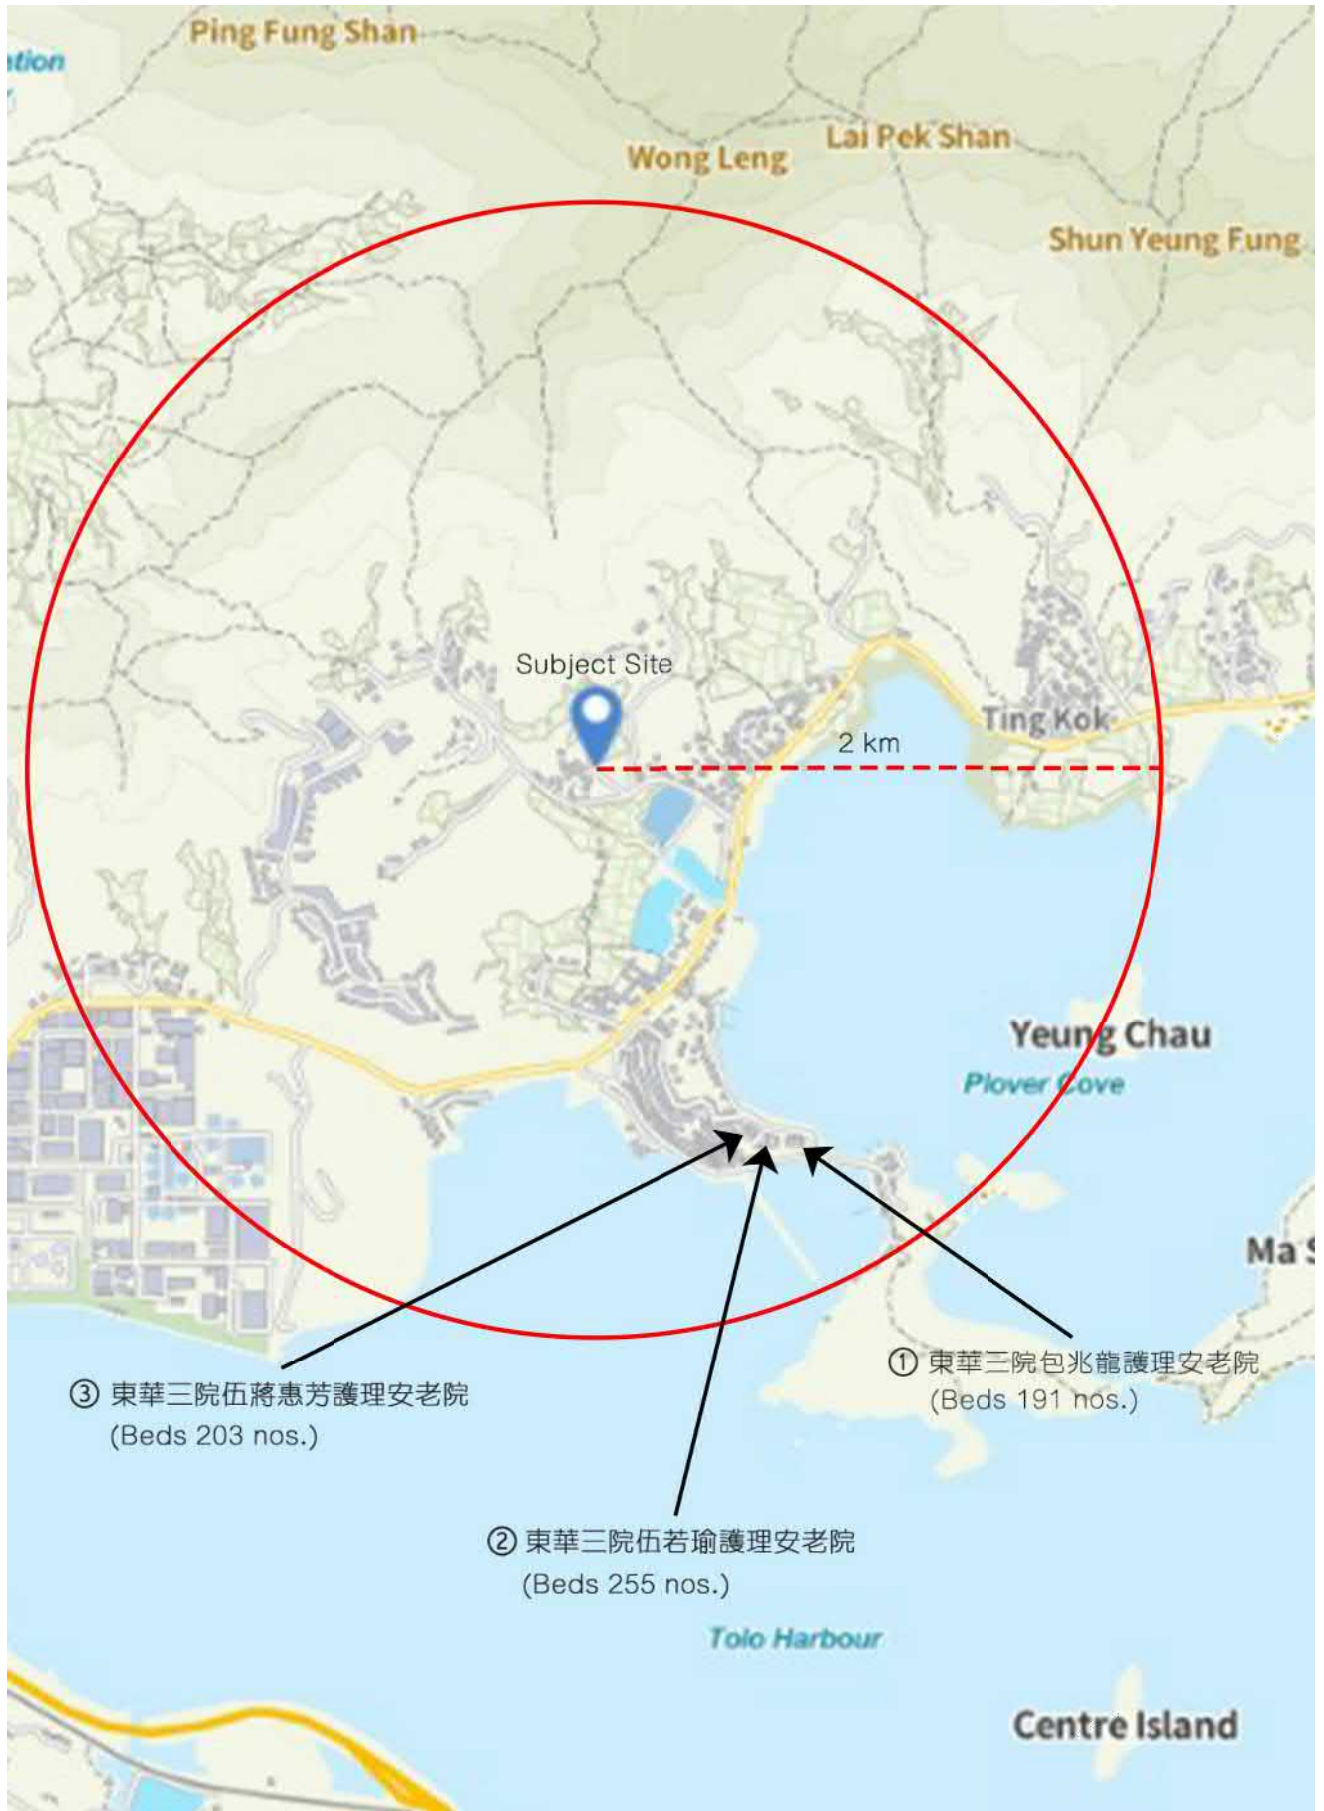 Ping Fung Shan
Lai Pek Shan
Wong Leng
Shun Yeung Fung
Subject Site
Ting Kok
2 km
Yeung Chau
Plover Cove
① 東華三院包兆龍護理安老院
(Beds 191 nos.)
③ 東華三院伍蔣惠芳護理安老院
(Beds 203 nos.)
② 東華三院伍若瑜護理安老院
(Beds 255 nos.)
Tolo Harbour
Centre Island